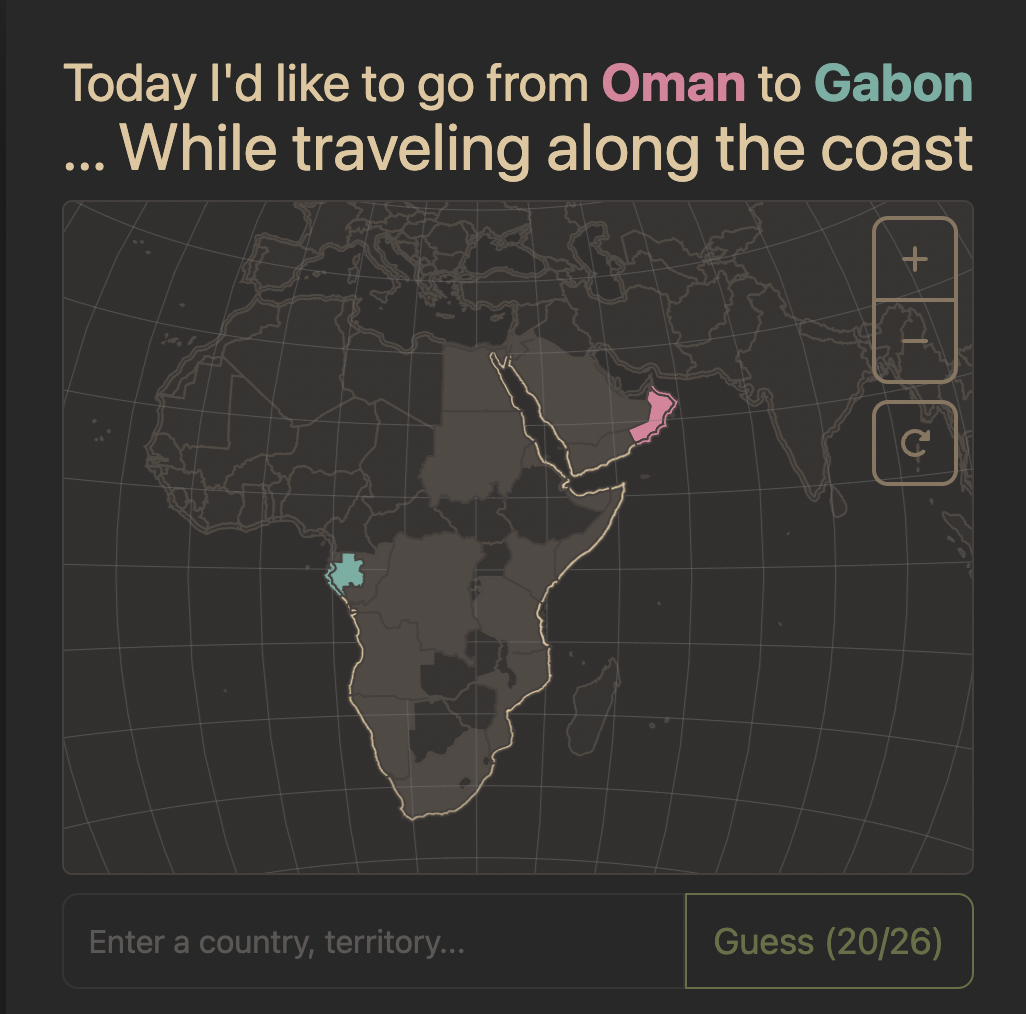 Today I'd like to go from Oman to Gabon
... While traveling along the coast
+
−
Enter a country, territory...
Guess (20/26)